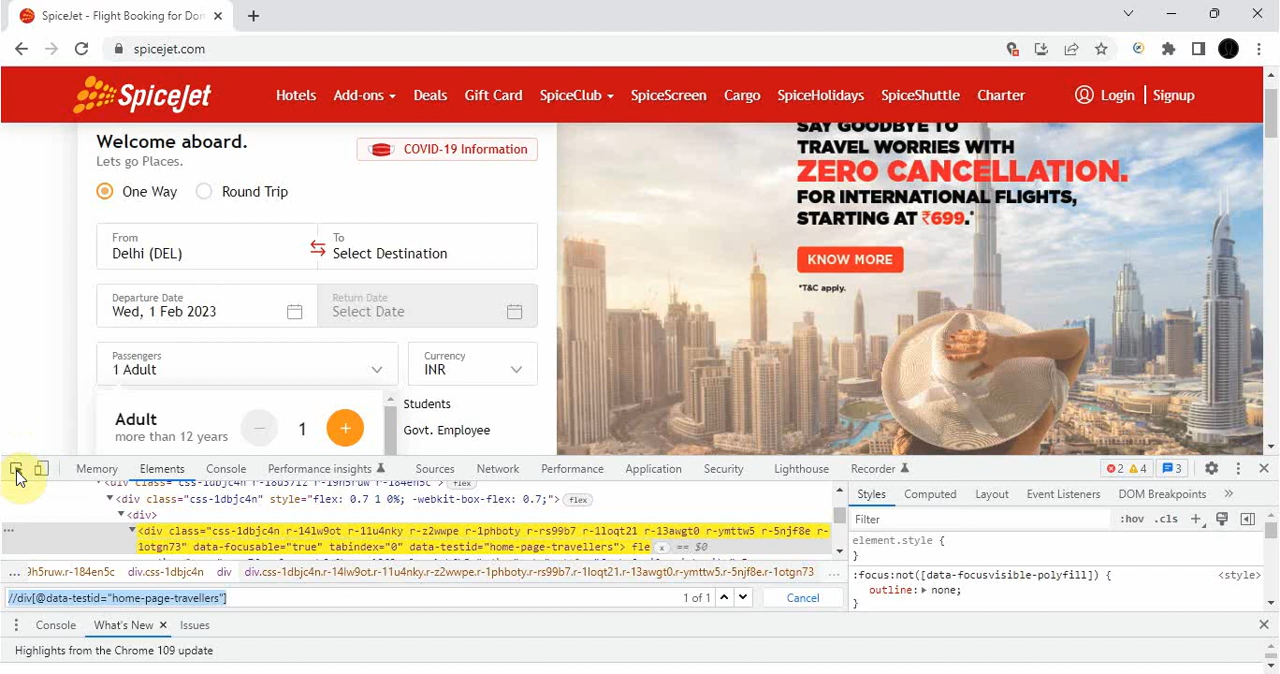 SpiceJet - Flight Booking for Dom
spicejet.com
SpiceJet
Hotels Add-ons Deals Gift Card SpiceClub SpiceScreen Cargo SpiceHolidays SpiceShuttle Charter Login Signup
Welcome aboard.
Lets go Places.
COVID-19 Information
One Way Round Trip
From
Delhi (DEL)
To
Select Destination
Departure Date
Wed, 1 Feb 2023
Return Date
Select Date
Passengers
1 Adult
Currency
INR
Adult
more than 12 years
1
Students
Govt. Employee
SAY GOODBYE TO
TRAVEL WORRIES WITH
ZERO CANCELLATION.
FOR INTERNATIONAL FLIGHTS,
STARTING AT ₹699.*
KNOW MORE
*T&C apply.
Memory Elements Console Performance insights Sources Network Performance Application Security Lighthouse Recorder 2 4 3
<div class="css-1dbjc4n" style="flex: 0.7 1 0%; -webkit-box-flex: 0.7;"> flex
<div>
<div class="css-1dbjc4n r-14lw9ot r-11u4nky r-z2wwpe r-1phboty r-rs99b7 r-1loqt21 r-13awgt0 r-ymttw5 r-5njf8e r-
1otgn73" data-focusable="true" tabindex="0" data-testid="home-page-travellers"> fle x == $0
... 9h5ruw.r-184en5c div.css-1dbjc4n div div.css-1dbjc4n.r-14lw9ot.r-11u4nky.r-z2wwpe.r-1phboty.r-rs99b7.r-1loqt21.r-13awgt0.r-ymttw5.r-5njf8e.r-1otgn73 ...
//div[@data-testid="home-page-travellers"]
1 of 1 Cancel
Styles Computed Layout Event Listeners DOM Breakpoints
Filter :hov .cls
element.style {
}
:focus:not([data-focusvisible-polyfill]) { <style>
outline: none;
}
Console What's New Issues
Highlights from the Chrome 109 update